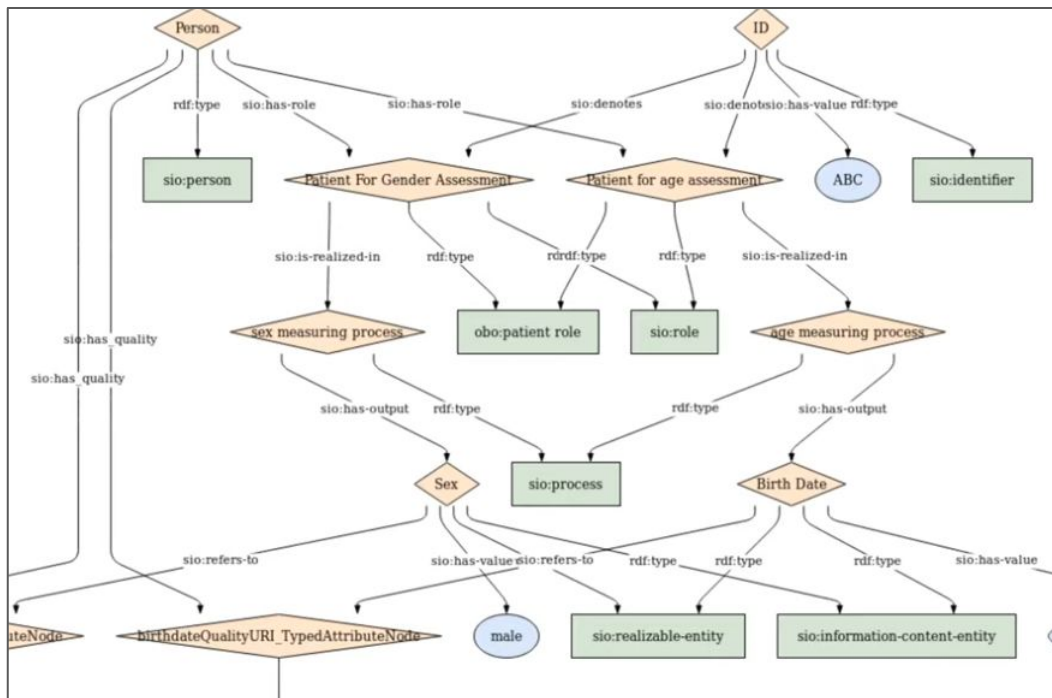 Person
ID
rdf:type
sio:has-role
sio:has-role
sio:denotes
sio:has-value
rdf:type
sio:person
Patient For Gender Assessment
Patient for age assessment
ABC
sio:identifier
sio:is-realized-in
rdf:type
rdf:type
rdf:type
sio:is-realized-in
sex measuring process
obo:patient role
sio:role
age measuring process
sio:has_quality
sio:has_quality
sio:has-output
rdf:type
rdf:type
sio:has-output
Sex
sio:process
Birth Date
sio:refers-to
sio:has-value
sio:refers-to
rdf:type
rdf:type
rdf:type
sio:has-value
birthdateQualityURI_TypedAttributeNode
male
sio:realizable-entity
sio:information-content-entity